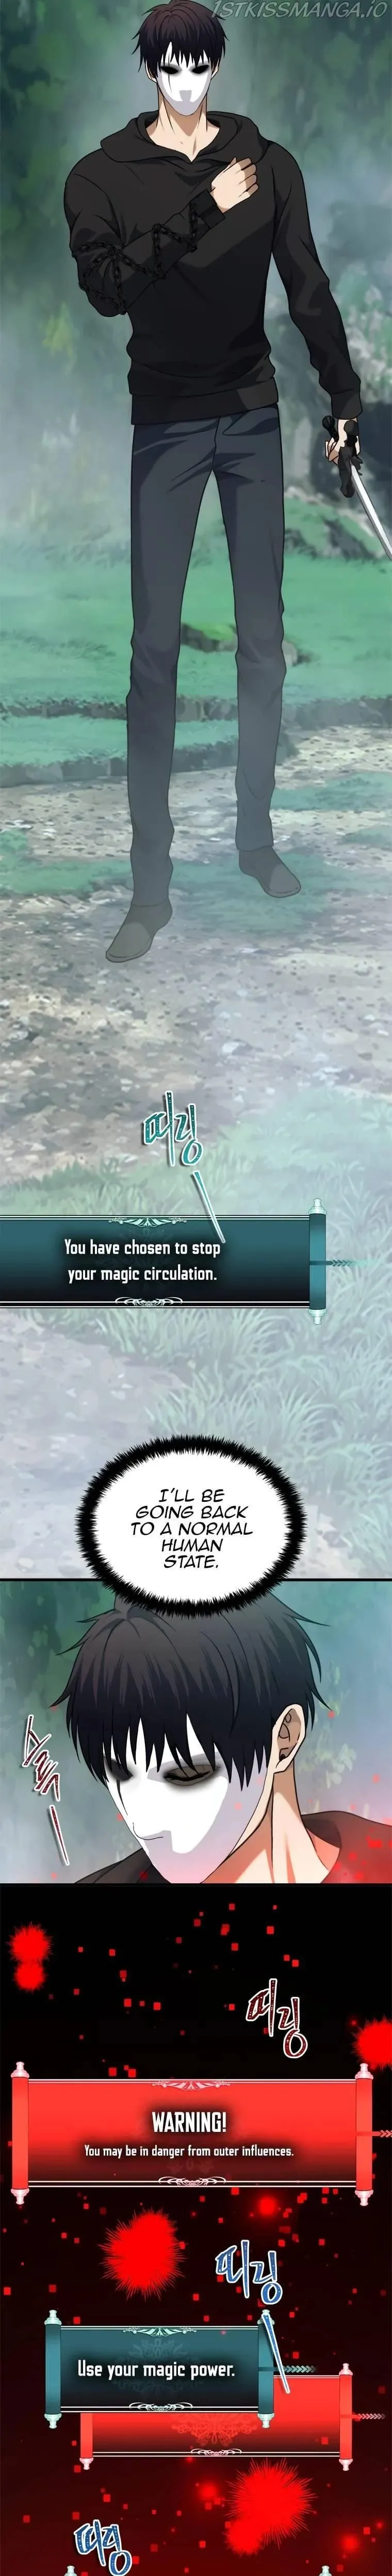 1STKISSMANGA.IO
띠링
You have chosen to stop
your magic circulation.
I'LL BE
GOING BACK
TO A NORMAL
HUMAN
STATE.
스윽
띠링
WARNING!
You may be in danger from outer influences.
띠링
Use your magic power.
띠링